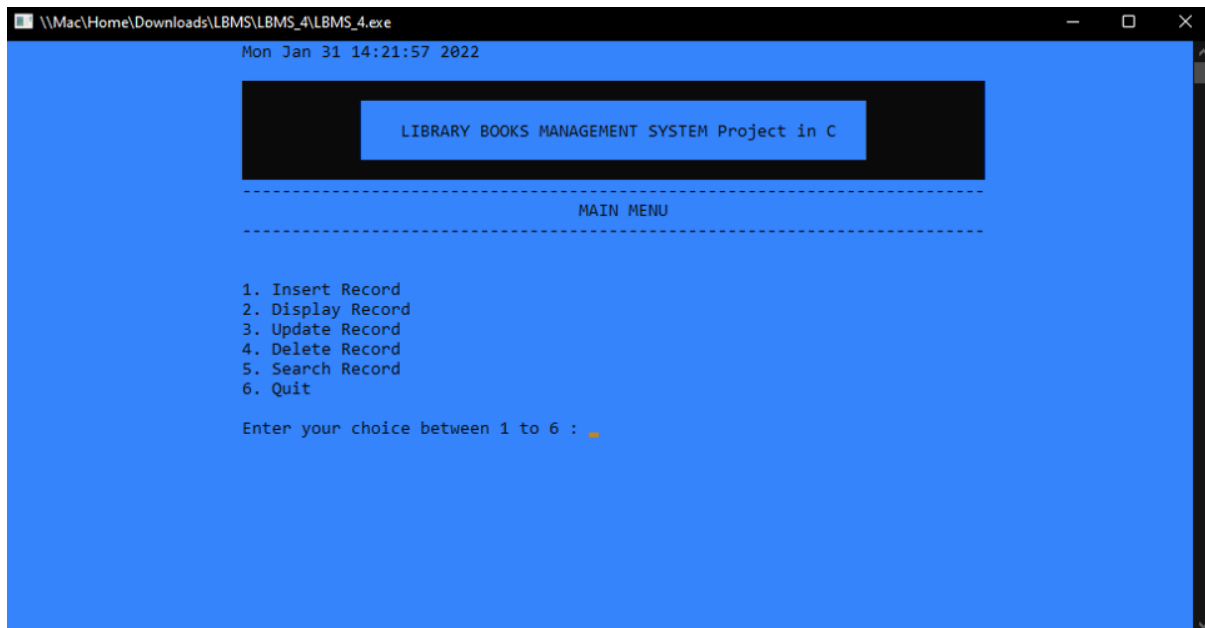 \\Mac\Home\Downloads\LBMS\LBMS_4\LBMS_4.exe
Mon Jan 31 14:21:57 2022
LIBRARY BOOKS MANAGEMENT SYSTEM Project in C
---------------------------------------------------------------------------
MAIN MENU
---------------------------------------------------------------------------
1. Insert Record
2. Display Record
3. Update Record
4. Delete Record
5. Search Record
6. Quit
Enter your choice between 1 to 6 : _